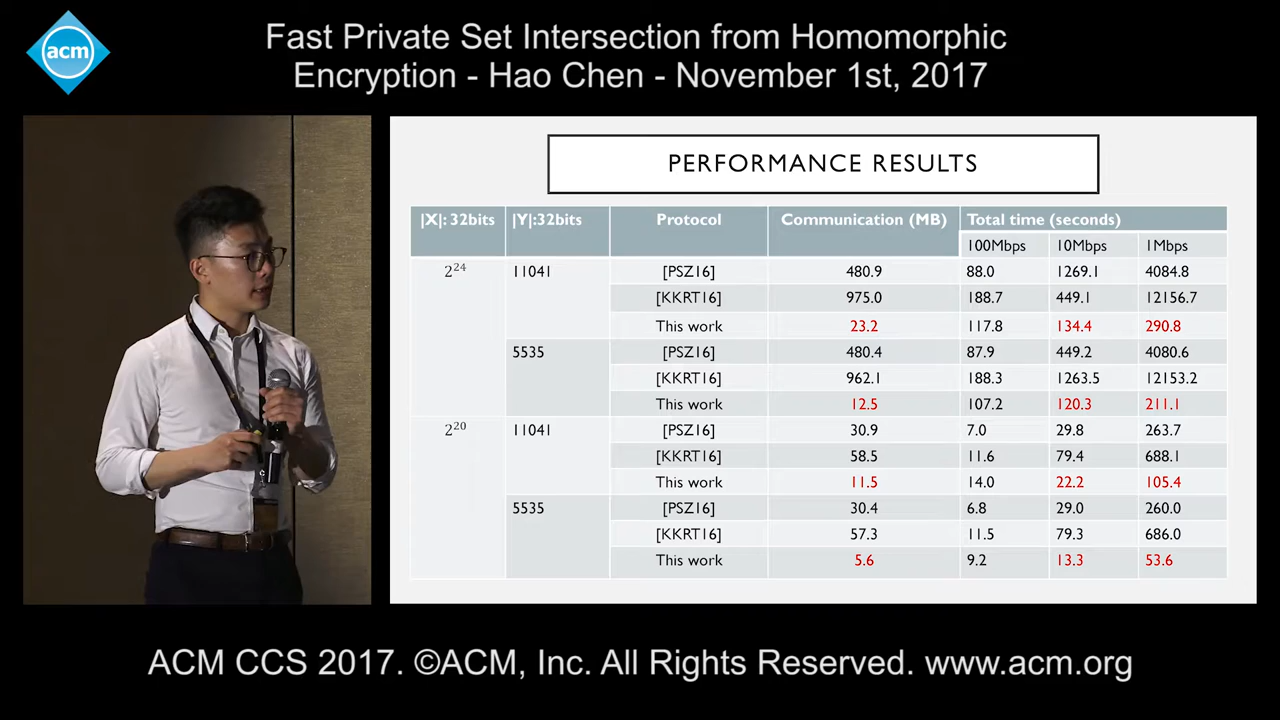 acm
Fast Private Set Intersection from Homomorphic
Encryption - Hao Chen - November 1st, 2017
PERFORMANCE RESULTS
|X|: 32bits |Y|:32bits Protocol Communication (MB) Total time (seconds)
100Mbps 10Mbps 1Mbps
2^24 11041 [PSZ16] 480.9 88.0 1269.1 4084.8
[KKRT16] 975.0 188.7 449.1 12156.7
This work 23.2 117.8 134.4 290.8
5535 [PSZ16] 480.4 87.9 449.2 4080.6
[KKRT16] 962.1 188.3 1263.5 12153.2
This work 12.5 107.2 120.3 211.1
2^20 11041 [PSZ16] 30.9 7.0 29.8 263.7
[KKRT16] 58.5 11.6 79.4 688.1
This work 11.5 14.0 22.2 105.4
5535 [PSZ16] 30.4 6.8 29.0 260.0
[KKRT16] 57.3 11.5 79.3 686.0
This work 5.6 9.2 13.3 53.6
ACM CCS 2017. ©ACM, Inc. All Rights Reserved. www.acm.org